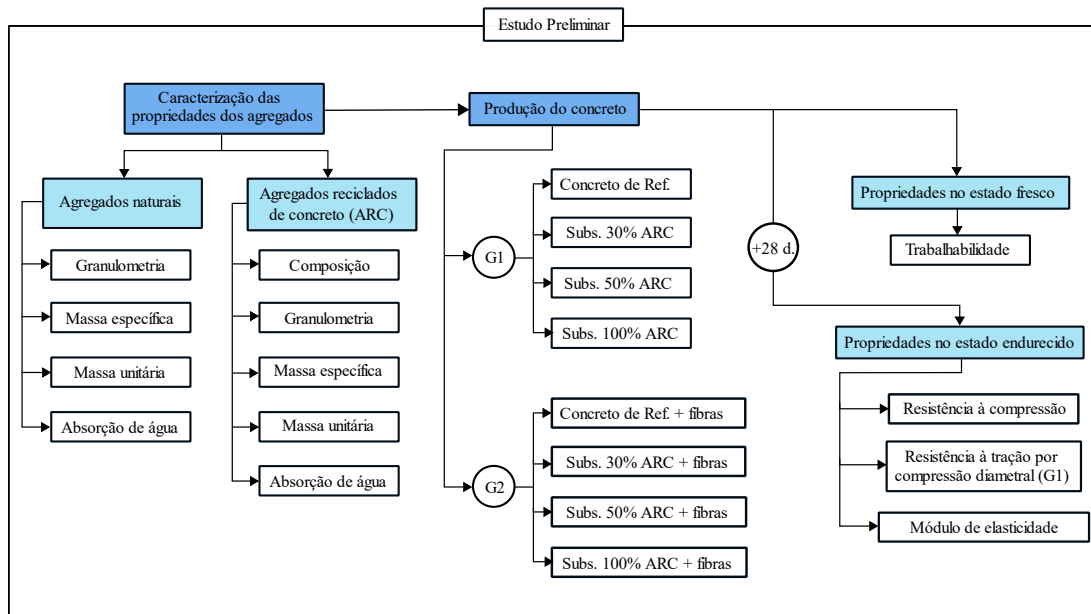 Estudo Preliminar
Caracterização das
propriedades dos agregados
Produção do concreto
Agregados naturais
Granulometria
Massa específica
Massa unitária
Absorção de água
Agregados reciclados
de concreto (ARC)
Composição
Granulometria
Massa específica
Massa unitária
Absorção de água
G1
Concreto de Ref.
Subs. 30% ARC
Subs. 50% ARC
Subs. 100% ARC
G2
Concreto de Ref. + fibras
Subs. 30% ARC + fibras
Subs. 50% ARC + fibras
Subs. 100% ARC + fibras
Propriedades no estado fresco
Trabalhabilidade
+28 d.
Propriedades no estado endurecido
Resistência à compressão
Resistência à tração por
compressão diametral (G1)
Módulo de elasticidade